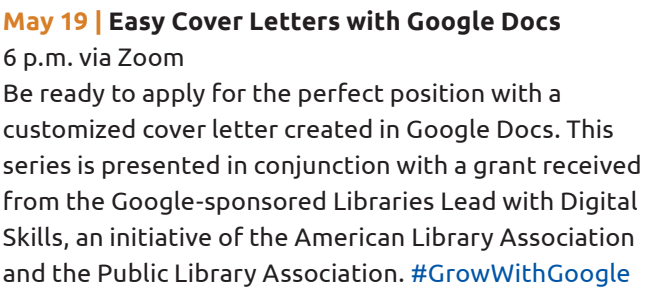 May 19 | Easy Cover Letters with Google Docs
6 p.m. via Zoom
Be ready to apply for the perfect position with a
customized cover letter created in Google Docs. This
series is presented in conjunction with a grant received
from the Google-sponsored Libraries Lead with Digital
Skills, an initiative of the American Library Association
and the Public Library Association. #GrowWithGoogle